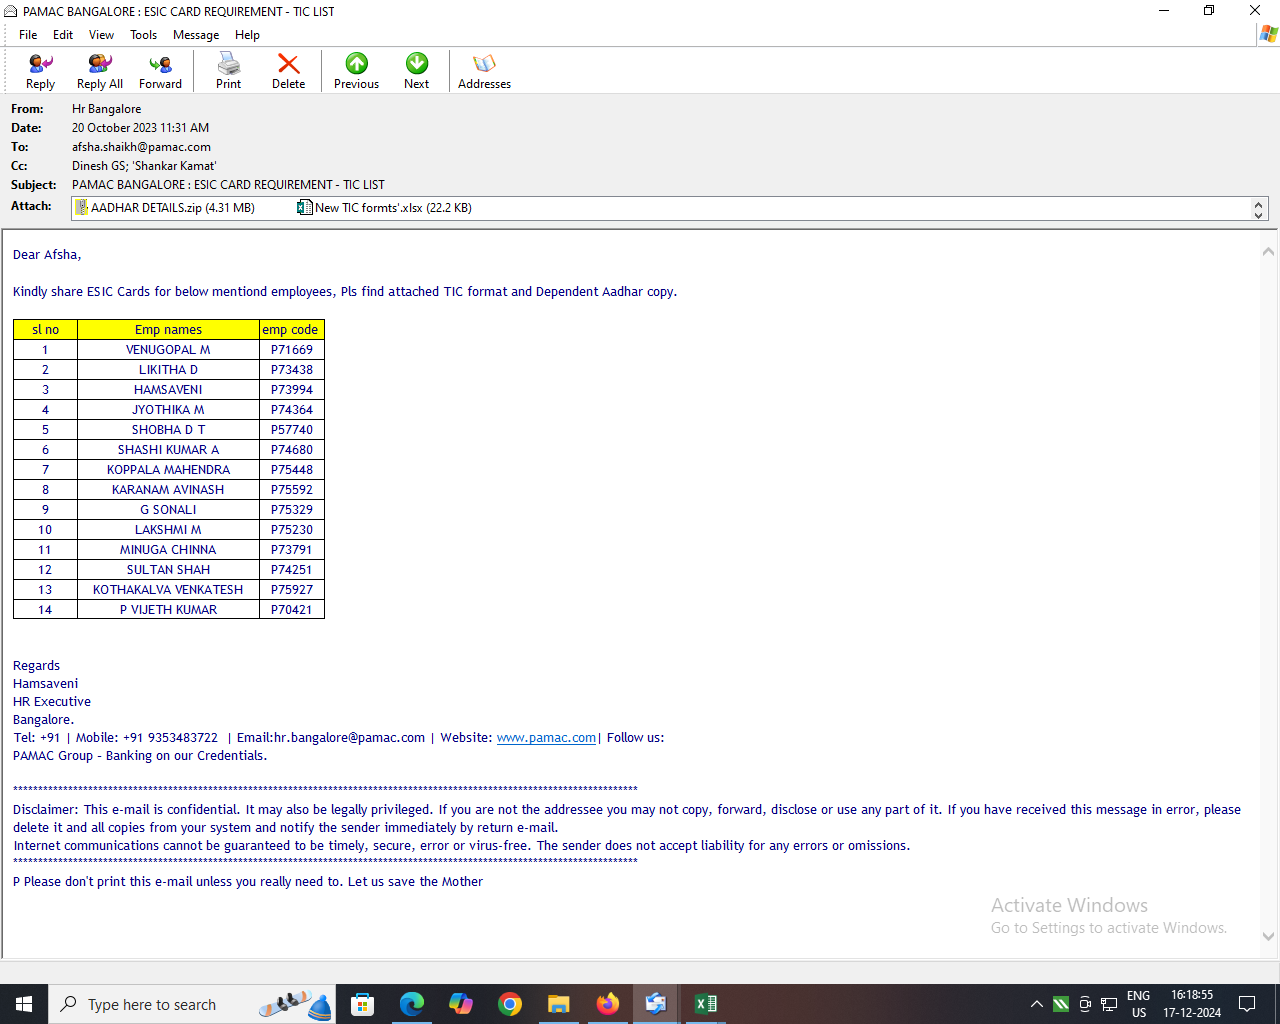 PAMAC BANGALORE : ESIC CARD REQUIREMENT - TIC LIST
File Edit View Tools Message Help
Reply Reply All Forward Print Delete Previous Next Addresses
From: Hr Bangalore
Date: 20 October 2023 11:31 AM
To: afsha.shaikh@pamac.com
Cc: Dinesh GS; 'Shankar Kamat'
Subject: PAMAC BANGALORE : ESIC CARD REQUIREMENT - TIC LIST
Attach: AADHAR DETAILS.zip (4.31 MB) New TIC formts'.xlsx (22.2 KB)
Dear Afsha,
Kindly share ESIC Cards for below mentiond employees, Pls find attached TIC format and Dependent Aadhar copy.
sl no Emp names emp code
1 VENUGOPAL M P71669
2 LIKITHA D P73438
3 HAMSAVENI P73994
4 JYOTHIKA M P74364
5 SHOBHA D T P57740
6 SHASHI KUMAR A P74680
7 KOPPALA MAHENDRA P75448
8 KARANAM AVINASH P75592
9 G SONALI P75329
10 LAKSHMI M P75230
11 MINUGA CHINNA P73791
12 SULTAN SHAH P74251
13 KOTHAKALVA VENKATESH P75927
14 P VIJETH KUMAR P70421
Regards
Hamsaveni
HR Executive
Bangalore.
Tel: +91 | Mobile: +91 9353483722 | Email:hr.bangalore@pamac.com | Website: www.pamac.com| Follow us:
PAMAC Group - Banking on our Credentials.
*****************************************************************************************************************************
Disclaimer: This e-mail is confidential. It may also be legally privileged. If you are not the addressee you may not copy, forward, disclose or use any part of it. If you have received this message in error, please
delete it and all copies from your system and notify the sender immediately by return e-mail.
Internet communications cannot be guaranteed to be timely, secure, error or virus-free. The sender does not accept liability for any errors or omissions.
*****************************************************************************************************************************
P Please don't print this e-mail unless you really need to. Let us save the Mother
Activate Windows
Go to Settings to activate Windows.
Type here to search
ENG 16:18:55
US 17-12-2024